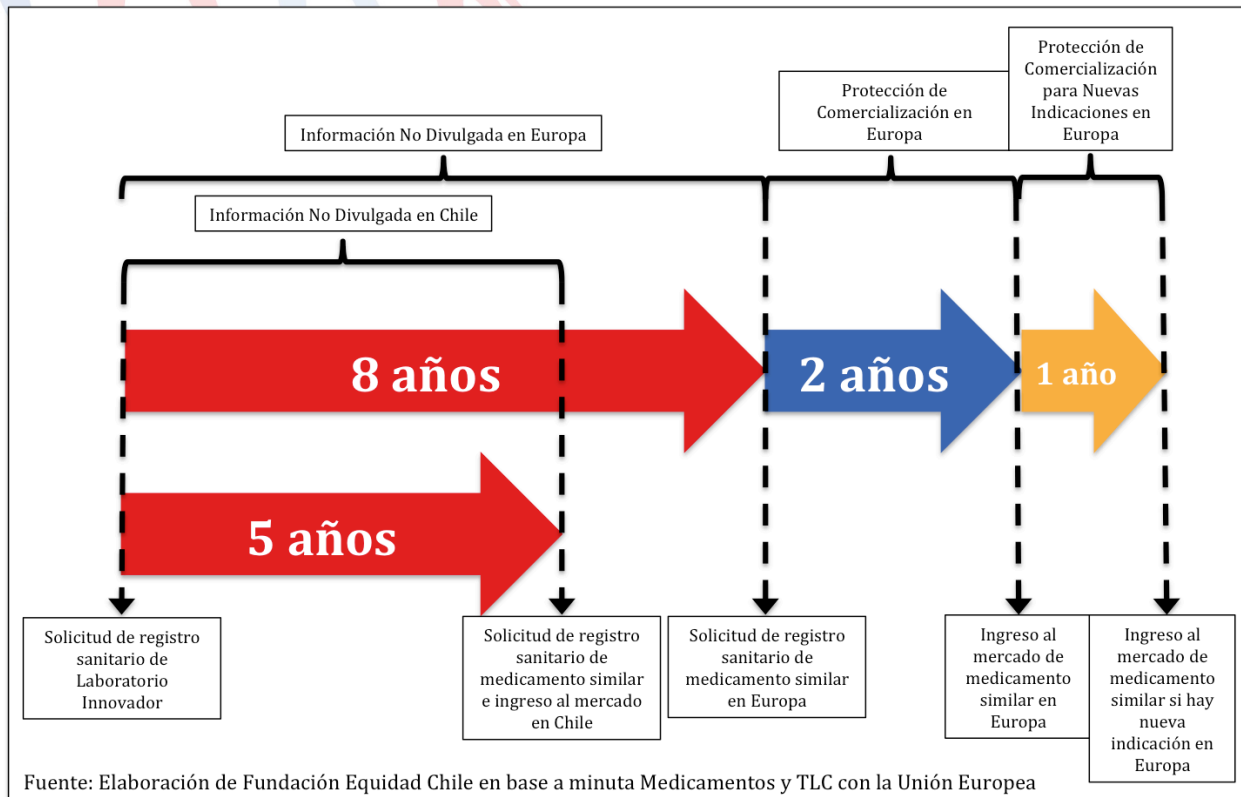 Protección de
Comercialización
para Nuevas
Indicaciones en
Europa
Protección de
Comercialización en
Europa
Información No Divulgada en Europa
Información No Divulgada en Chile
8 años
2 años
1 año
5 años
Solicitud de registro
sanitario de
Laboratorio
Innovador
Solicitud de registro
sanitario de
medicamento similar
e ingreso al mercado
en Chile
Solicitud de registro
sanitario de
medicamento similar
en Europa
Ingreso al
mercado de
medicamento
similar en
Europa
Ingreso al
mercado de
medicamento
similar si hay
nueva
indicación en
Europa
Fuente: Elaboración de Fundación Equidad Chile en base a minuta Medicamentos y TLC con la Unión Europea